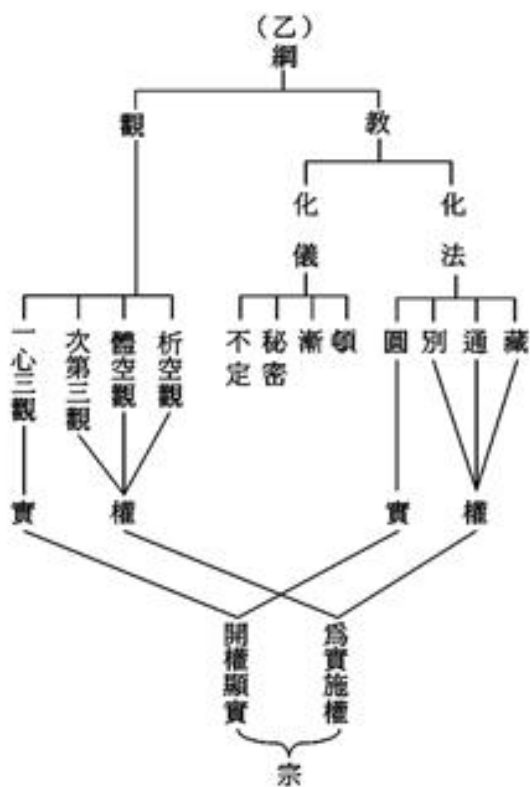 （乙）
綱
教
觀
化法
化儀
藏
通
別
圓
頓
漸
秘密
不定
析空觀
體空觀
次第三觀
一心三觀
權
實
權
實
爲實施權
開權顯實
宗